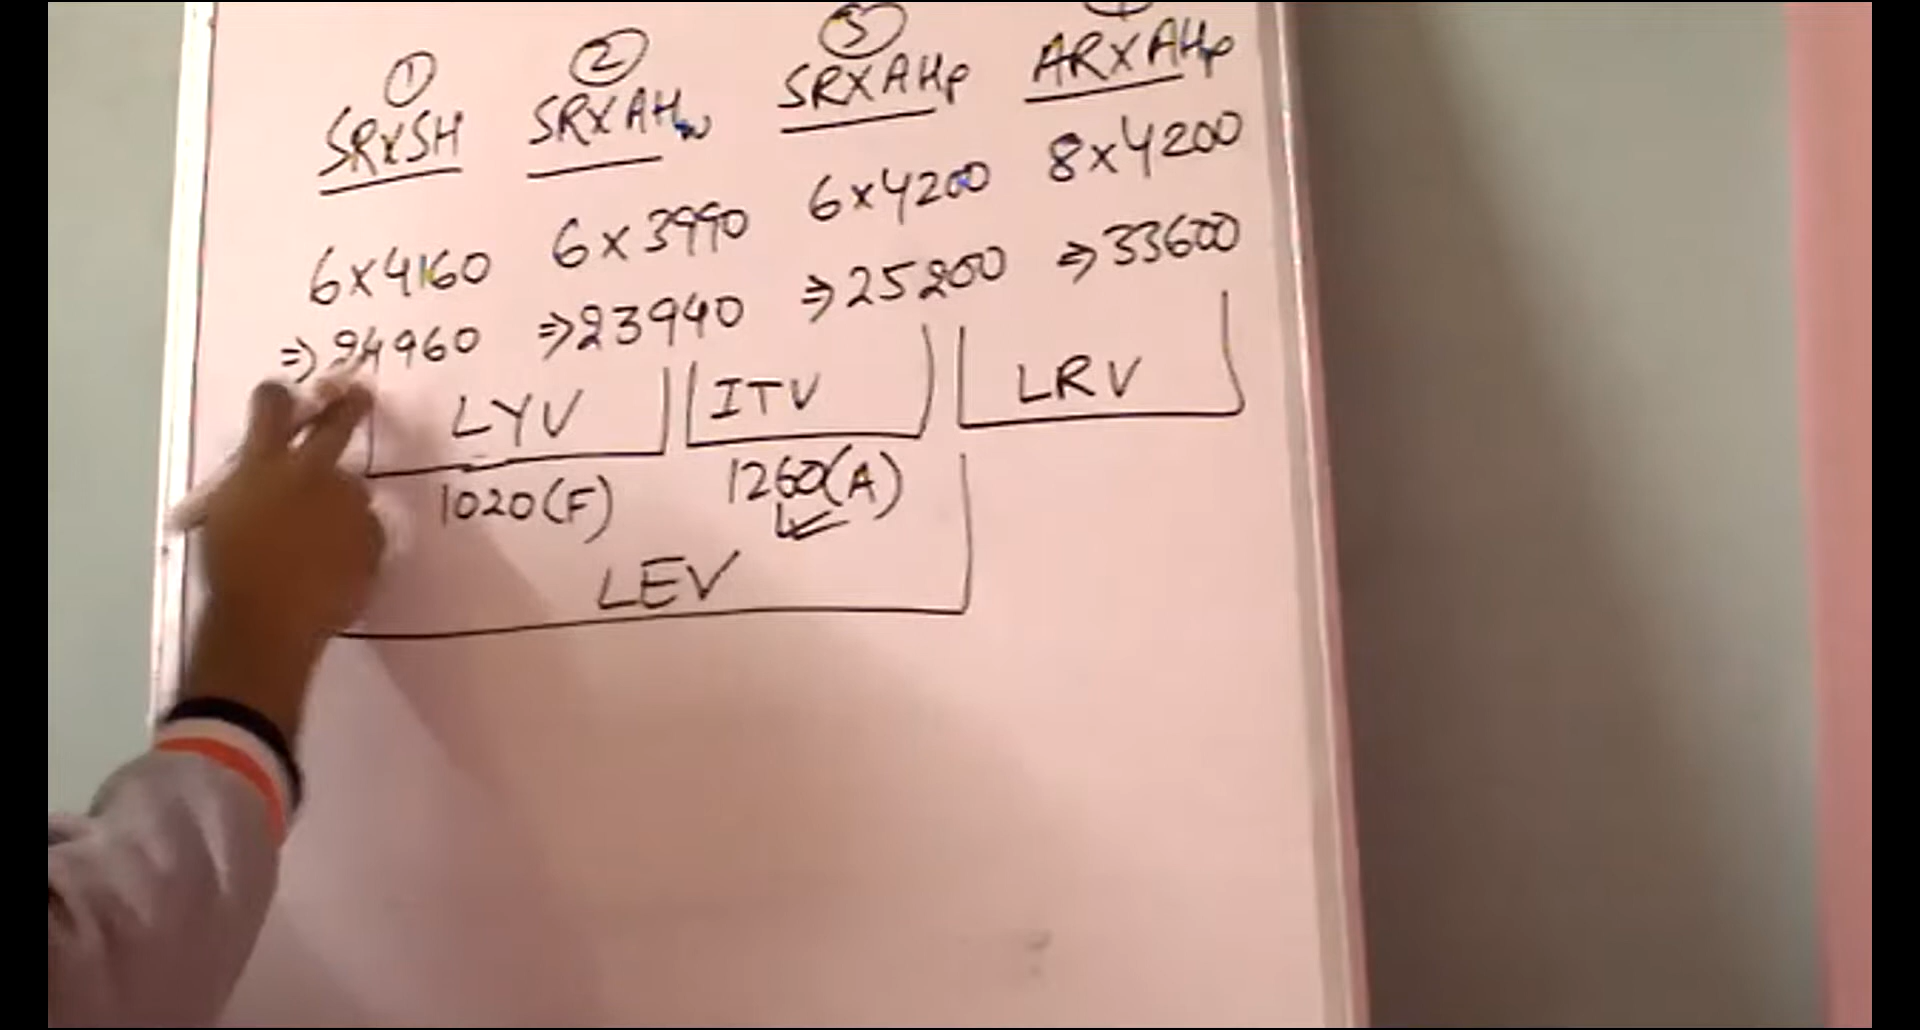 ① ② ③
SRXSH SRXAHw SRXAHp ARXAHp
6x4160 6x3990 6x4200 8x4200
⇒24960 ⇒23940 ⇒25200 ⇒33600
LYV ITV LRV
1020(F) 1260(A)
LEV